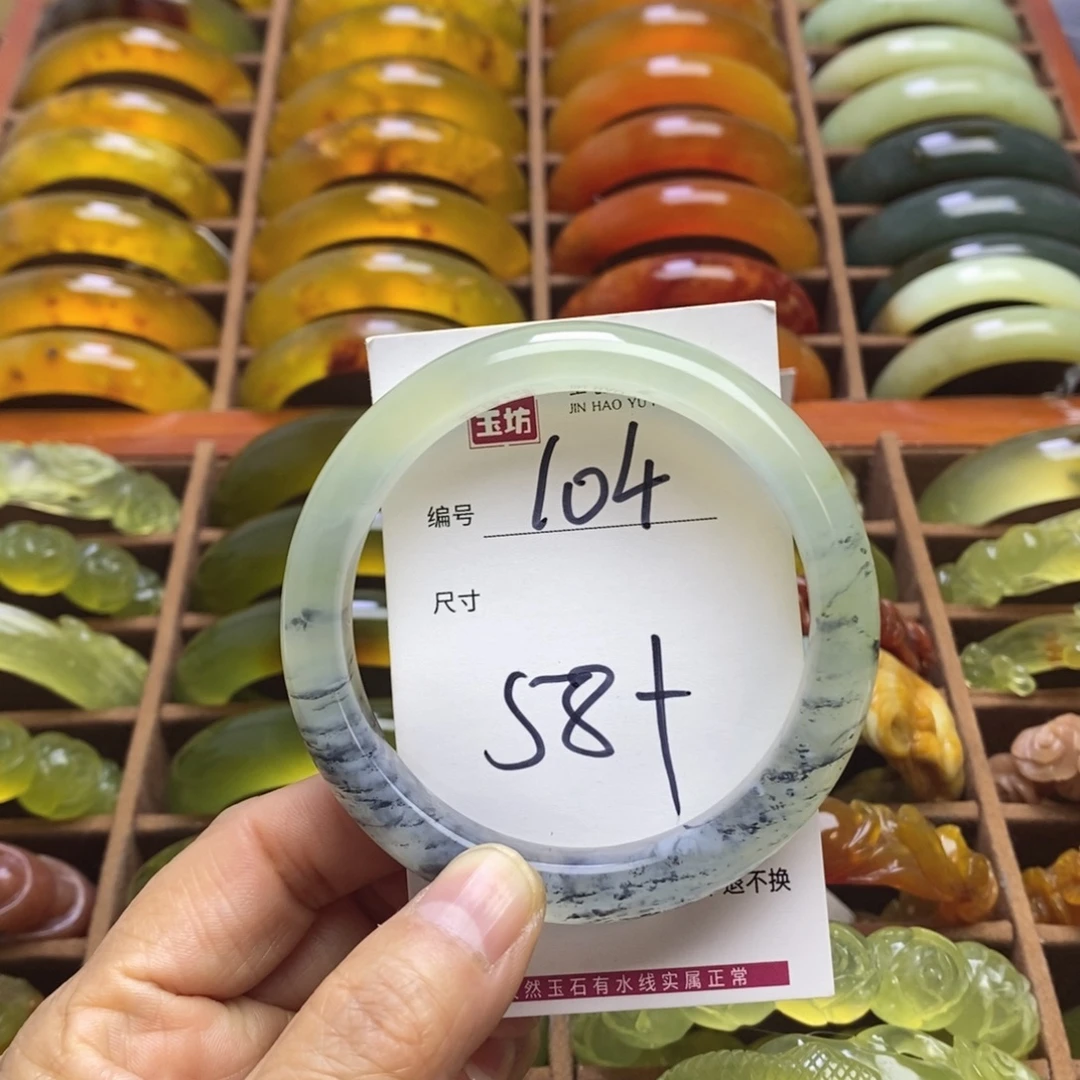 玉坊
JIN HAO YU
编号 104
尺寸
58+
不换
然玉石有水线实属正常